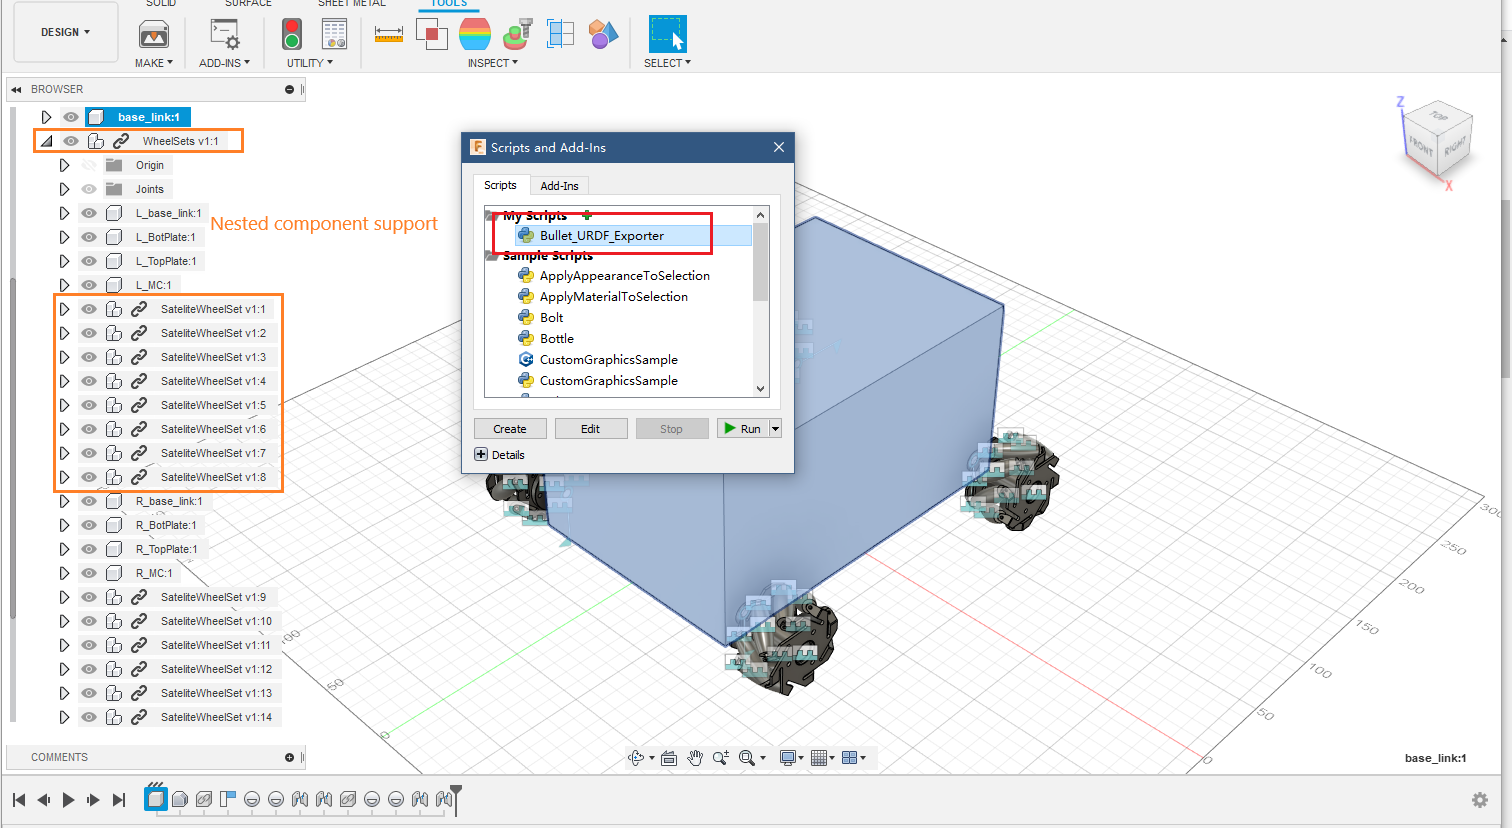 SOLID SURFACE SHEET METAL TOOLS
DESIGN ▾
MAKE ▾ ADD-INS ▾ UTILITY ▾ INSPECT ▾ SELECT ▾
BROWSER
base_link:1
WheelSets v1:1
Origin
Joints
L_base_link:1
Nested component support
L_BotPlate:1
L_TopPlate:1
L_MC:1
SateliteWheelSet v1:1
SateliteWheelSet v1:2
SateliteWheelSet v1:3
SateliteWheelSet v1:4
SateliteWheelSet v1:5
SateliteWheelSet v1:6
SateliteWheelSet v1:7
SateliteWheelSet v1:8
R_base_link:1
R_BotPlate:1
R_TopPlate:1
R_MC:1
SateliteWheelSet v1:9
SateliteWheelSet v1:10
SateliteWheelSet v1:11
SateliteWheelSet v1:12
SateliteWheelSet v1:13
SateliteWheelSet v1:14
COMMENTS
Scripts and Add-Ins
Scripts Add-Ins
My Scripts
Bullet_URDF_Exporter
Sample Scripts
ApplyAppearanceToSelection
ApplyMaterialToSelection
Bolt
Bottle
CustomGraphicsSample
CustomGraphicsSample
Create Edit Stop Run
Details
Z
TOP
FRONT RIGHT
X
300
250
200
150
100
50
0
100
50
0
base_link:1